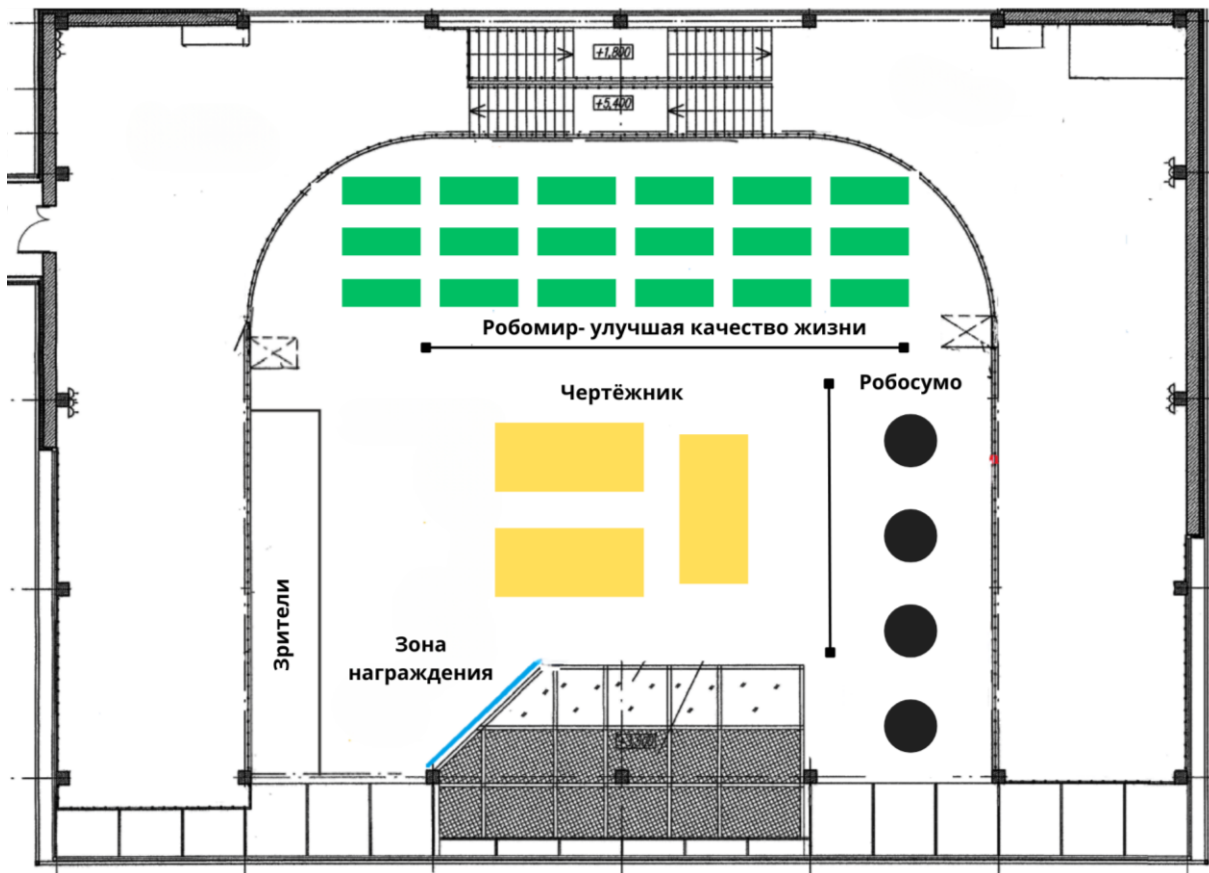 +1,800
+5,400
Робомир- улучшая качество жизни
Чертёжник
Робосумо
Зрители
Зона
награждения